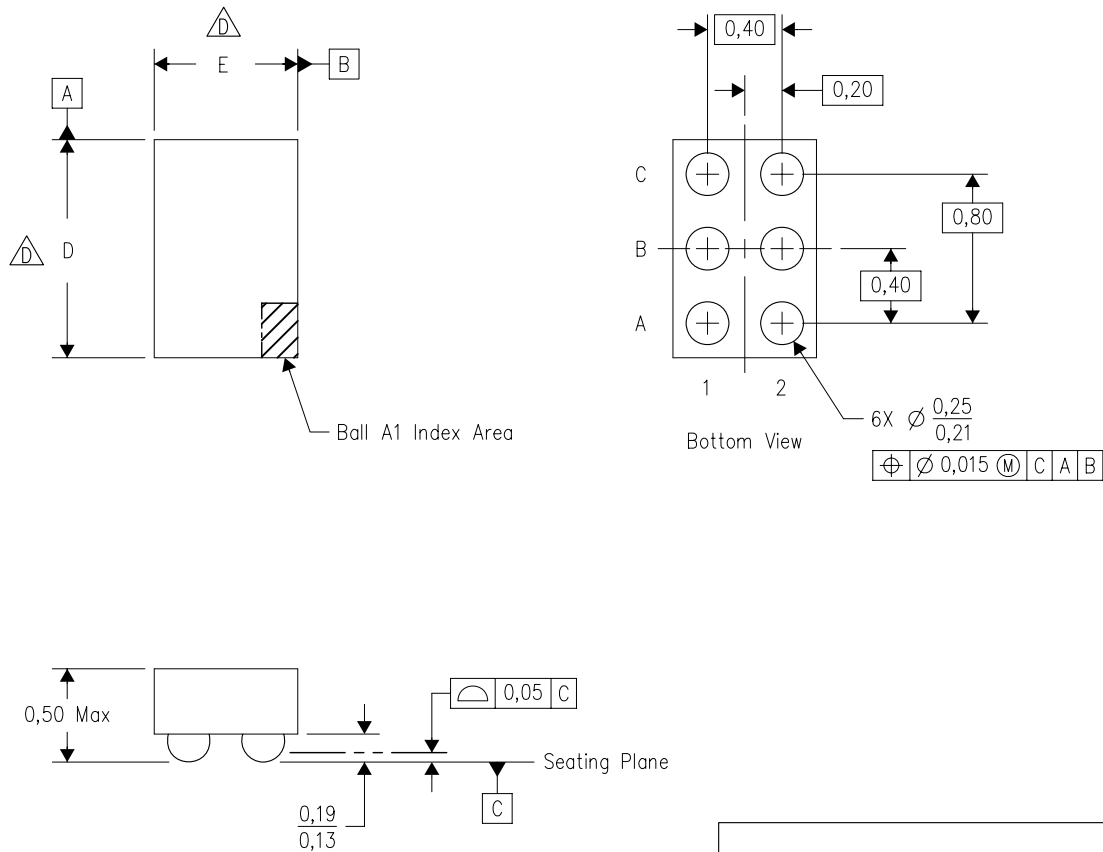 D
E
B
A
D
D
Ball A1 Index Area
0,40
0,20
C
B
A
0,80
0,40
1
2
6X Ø 0,25
0,21
⌖ Ø 0,015 Ⓜ C A B
Bottom View
0,50 Max
⌓ 0,05 C
Seating Plane
C
0,19
0,13